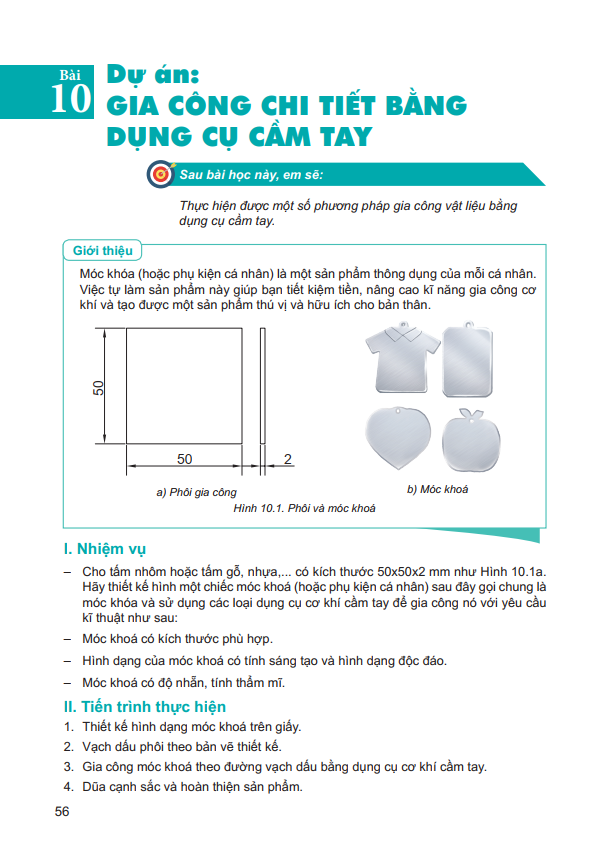 Bài
10
Dự án:
GIA CÔNG CHI TIẾT BẰNG
DỤNG CỤ CẦM TAY
Sau bài học này, em sẽ:
Thực hiện được một số phương pháp gia công vật liệu bằng
dụng cụ cầm tay.
Giới thiệu
Móc khóa (hoặc phụ kiện cá nhân) là một sản phẩm thông dụng của mỗi cá nhân.
Việc tự làm sản phẩm này giúp bạn tiết kiệm tiền, nâng cao kĩ năng gia công cơ
khí và tạo được một sản phẩm thú vị và hữu ích cho bản thân.
50
50
2
a) Phôi gia công
b) Móc khoá
Hình 10.1. Phôi và móc khoá
I. Nhiệm vụ
– Cho tấm nhôm hoặc tấm gỗ, nhựa,... có kích thước 50x50x2 mm như Hình 10.1a.
Hãy thiết kế hình một chiếc móc khoá (hoặc phụ kiện cá nhân) sau đây gọi chung là
móc khóa và sử dụng các loại dụng cụ cơ khí cầm tay để gia công nó với yêu cầu
kĩ thuật như sau:
– Móc khoá có kích thước phù hợp.
– Hình dạng của móc khoá có tính sáng tạo và hình dạng độc đáo.
– Móc khoá có độ nhẵn, tính thẩm mĩ.
II. Tiến trình thực hiện
1. Thiết kế hình dạng móc khoá trên giấy.
2. Vạch dấu phôi theo bản vẽ thiết kế.
3. Gia công móc khoá theo đường vạch dấu bằng dụng cụ cơ khí cầm tay.
4. Dũa cạnh sắc và hoàn thiện sản phẩm.
56